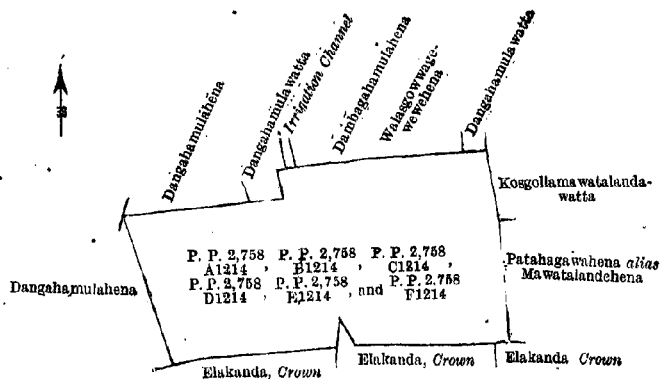 Dangahamulahena
Dangahamulawatta
Irrigation Channel
Dambagahamulahena
Walasgowwage-
wewehena
Dangahamulawatta
Kosgollamawatalanda-
watta
P. P. 2,758 P. P. 2,758 P. P. 2,758
A1214 , B1214 , C1214 ,
P. P. 2,758 P. P. 2,758 and P. P. 2.758
D1214 , E1214 , F1214
Patahagawahena alias
Mawatalandehena
Dangahamulahena
Elakanda, Crown
Elakanda, Crown
Elakanda Crown